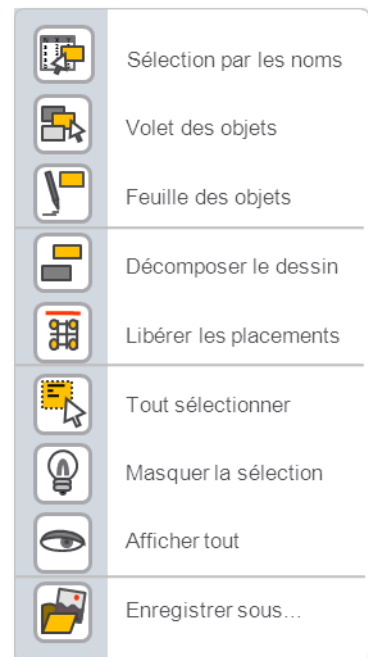 Sélection par les noms
Volet des objets
Feuille des objets
Décomposer le dessin
Libérer les placements
Tout sélectionner
Masquer la sélection
Afficher tout
Enregistrer sous...